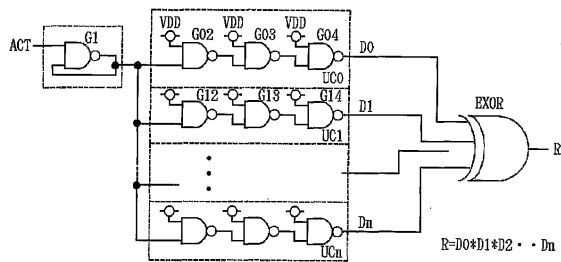 VDD VDD VDD
G1
G02 G03 G04
D0
ACT
UC0
EXOR
G12 G13 G14
D1
UC1
R
Dn
UCn
R=D0*D1*D2··Dn